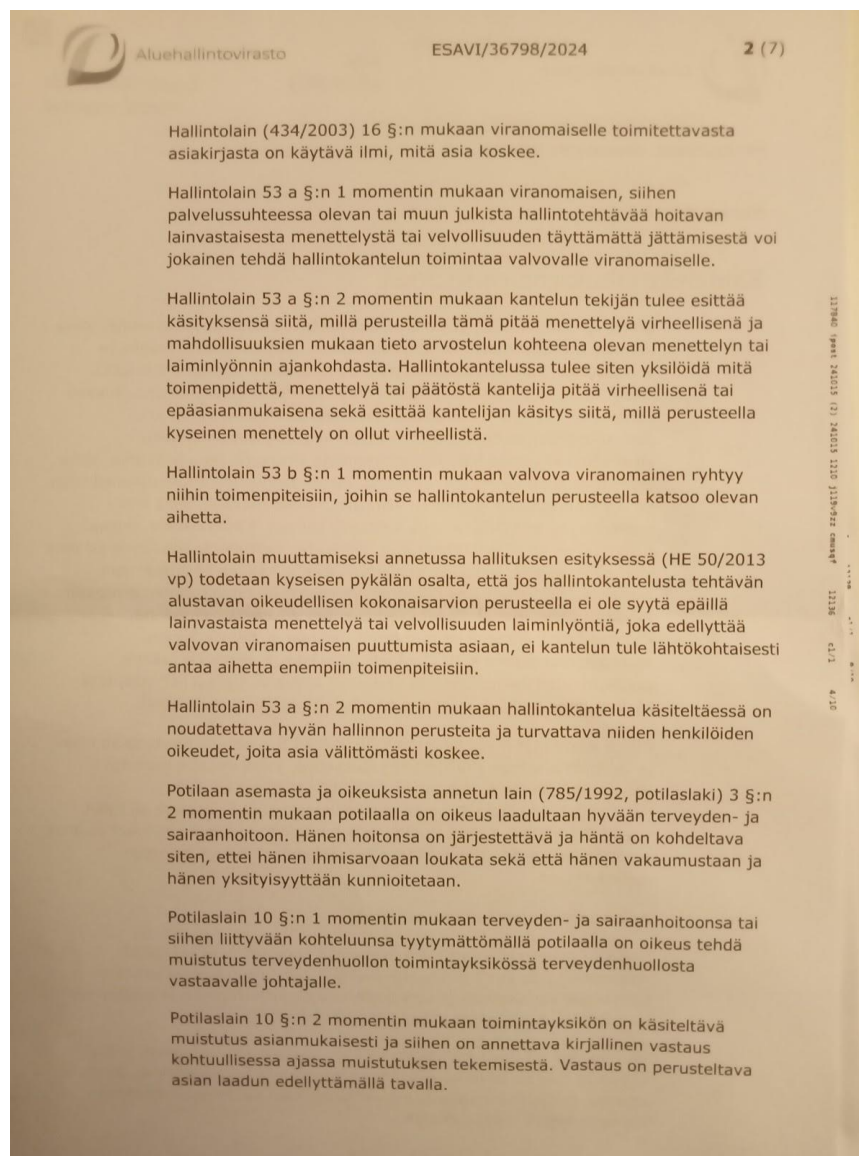 Aluehallintovirasto
ESAVI/36798/2024
2 (7)
Hallintolain (434/2003) 16 §:n mukaan viranomaiselle toimitettavasta
asiakirjasta on käytävä ilmi, mitä asia koskee.
Hallintolain 53 a §:n 1 momentin mukaan viranomaisen, siihen
palvelussuhteessa olevan tai muun julkista hallintotehtävää hoitavan
lainvastaisesta menettelystä tai velvollisuuden täyttämättä jättämisestä voi
jokainen tehdä hallintokantelun toimintaa valvovalle viranomaiselle.
Hallintolain 53 a §:n 2 momentin mukaan kantelun tekijän tulee esittää
käsityksensä siitä, millä perusteilla tämä pitää menettelyä virheellisenä ja
mahdollisuuksien mukaan tieto arvostelun kohteena olevan menettelyn tai
laiminlyönnin ajankohdasta. Hallintokantelussa tulee siten yksilöidä mitä
toimenpidettä, menettelyä tai päätöstä kantelija pitää virheellisenä tai
epäasianmukaisena sekä esittää kantelijan käsitys siitä, millä perusteella
kyseinen menettely on ollut virheellistä.
Hallintolain 53 b §:n 1 momentin mukaan valvova viranomainen ryhtyy
niihin toimenpiteisiin, joihin se hallintokantelun perusteella katsoo olevan
aihetta.
Hallintolain muuttamiseksi annetussa hallituksen esityksessä (HE 50/2013
vp) todetaan kyseisen pykälän osalta, että jos hallintokantelusta tehtävän
alustavan oikeudellisen kokonaisarvion perusteella ei ole syytä epäillä
lainvastaista menettelyä tai velvollisuuden laiminlyöntiä, joka edellyttää
valvovan viranomaisen puuttumista asiaan, ei kantelun tule lähtökohtaisesti
antaa aihetta enempiin toimenpiteisiin.
Hallintolain 53 a §:n 2 momentin mukaan hallintokantelua käsiteltäessä on
noudatettava hyvän hallinnon perusteita ja turvattava niiden henkilöiden
oikeudet, joita asia välittömästi koskee.
Potilaan asemasta ja oikeuksista annetun lain (785/1992, potilaslaki) 3 §:n
2 momentin mukaan potilaalla on oikeus laadultaan hyvään terveyden- ja
sairaanhoitoon. Hänen hoitonsa on järjestettävä ja häntä on kohdeltava
siten, ettei hänen ihmisarvoaan loukata sekä että hänen vakaumustaan ja
hänen yksityisyyttään kunnioitetaan.
Potilaslain 10 §:n 1 momentin mukaan terveyden- ja sairaanhoitoonsa tai
siihen liittyvään kohteluunsa tyytymättömällä potilaalla on oikeus tehdä
muistutus terveydenhuollon toimintayksikössä terveydenhuollosta
vastaavalle johtajalle.
Potilaslain 10 §:n 2 momentin mukaan toimintayksikön on käsiteltävä
muistutus asianmukaisesti ja siihen on annettava kirjallinen vastaus
kohtuullisessa ajassa muistutuksen tekemisestä. Vastaus on perusteltava
asian laadun edellyttämällä tavalla.
117840 ipost 241015 (2) 241015 1210 12136 c1/1 4/10